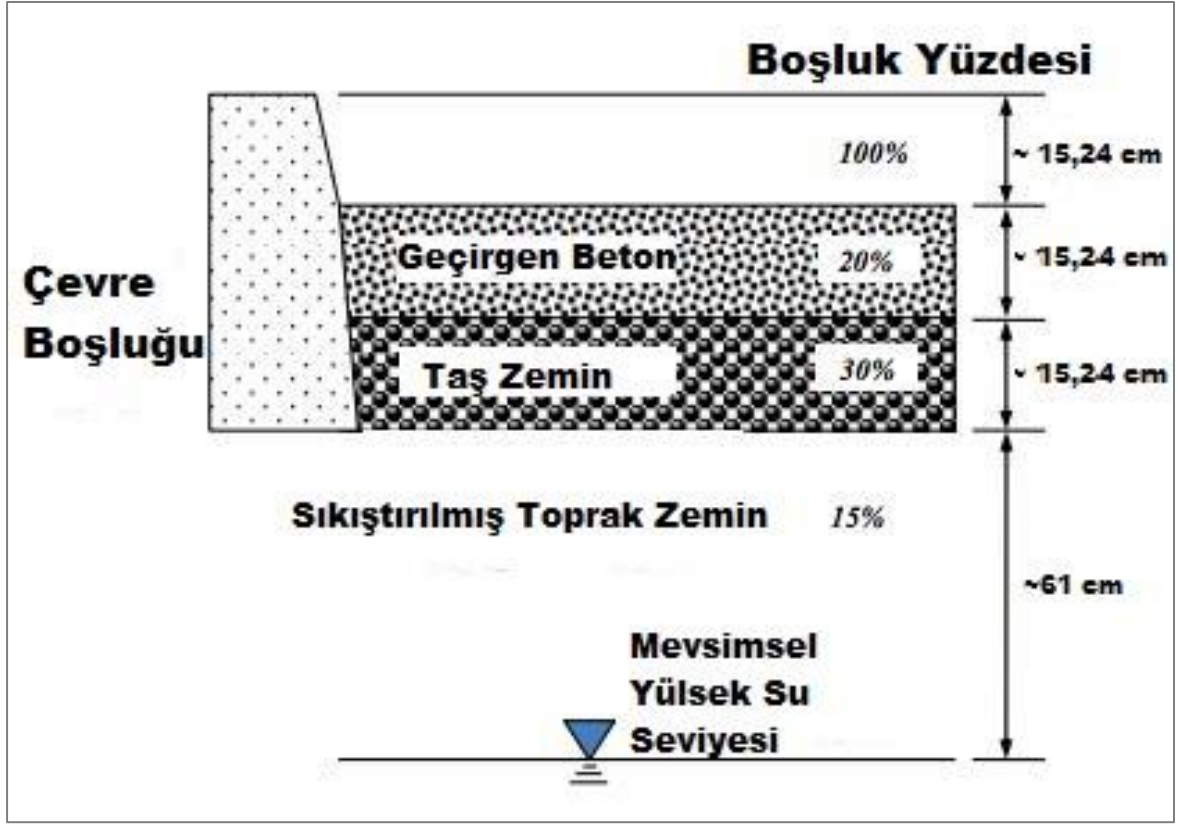 Boşluk Yüzdesi
100%
~ 15,24 cm
Geçirgen Beton
20%
~ 15,24 cm
Çevre
Boşluğu
Taş Zemin
30%
~ 15,24 cm
Sıkıştırılmış Toprak Zemin
15%
~61 cm
Mevsimsel
Yülsek Su
Seviyesi